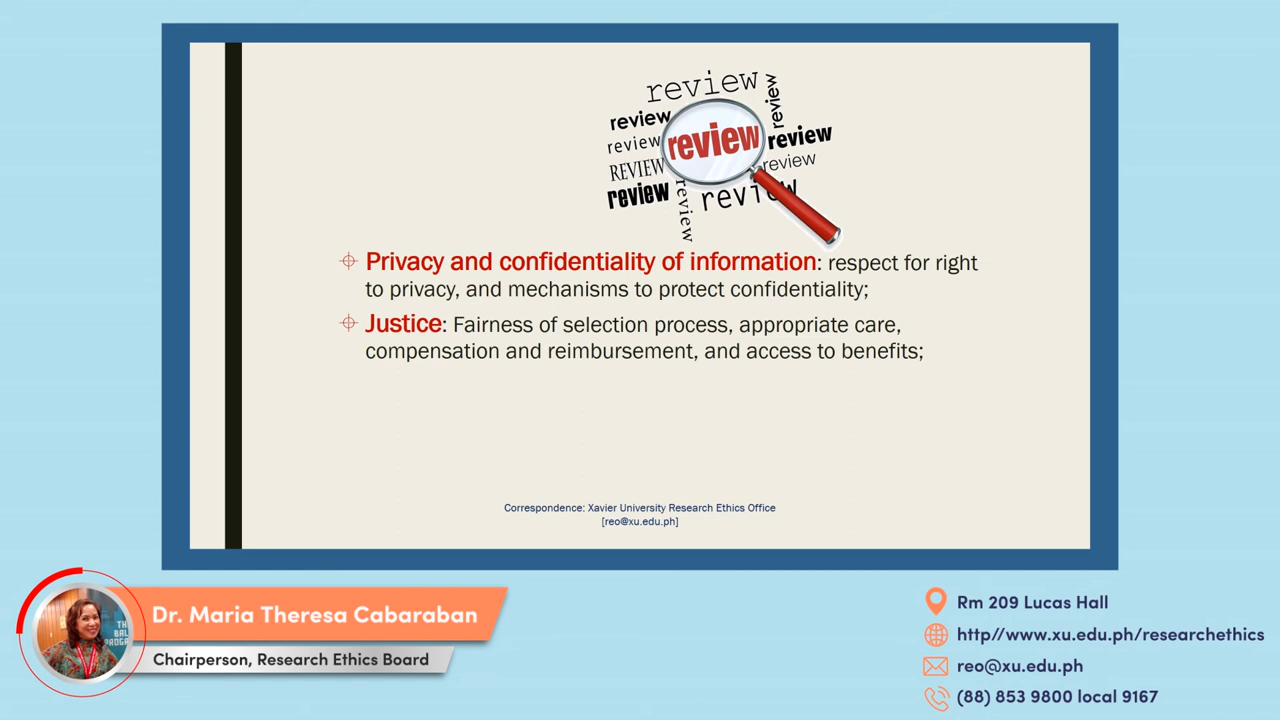 review
review
review
review
review
review
review
REVIEW
review
review
review
review
Privacy and confidentiality of information: respect for right
to privacy, and mechanisms to protect confidentiality;
Justice: Fairness of selection process, appropriate care,
compensation and reimbursement, and access to benefits;
Correspondence: Xavier University Research Ethics Office
[reo@xu.edu.ph]
Dr. Maria Theresa Cabaraban
Chairperson, Research Ethics Board
Rm 209 Lucas Hall
http//www.xu.edu.ph/researchethics
reo@xu.edu.ph
(88) 853 9800 local 9167